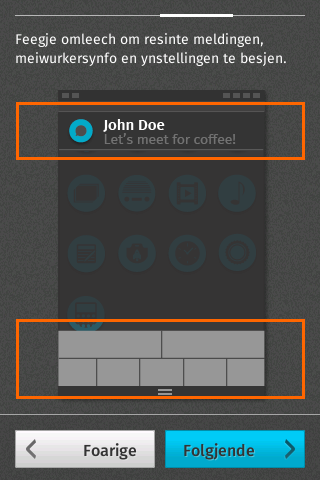 Feegje omleech om resinte meldingen,
meiwurkersynfo en ynstellingen te besjen.
John Doe
Let's meet for coffee!
Foarige
Folgjende